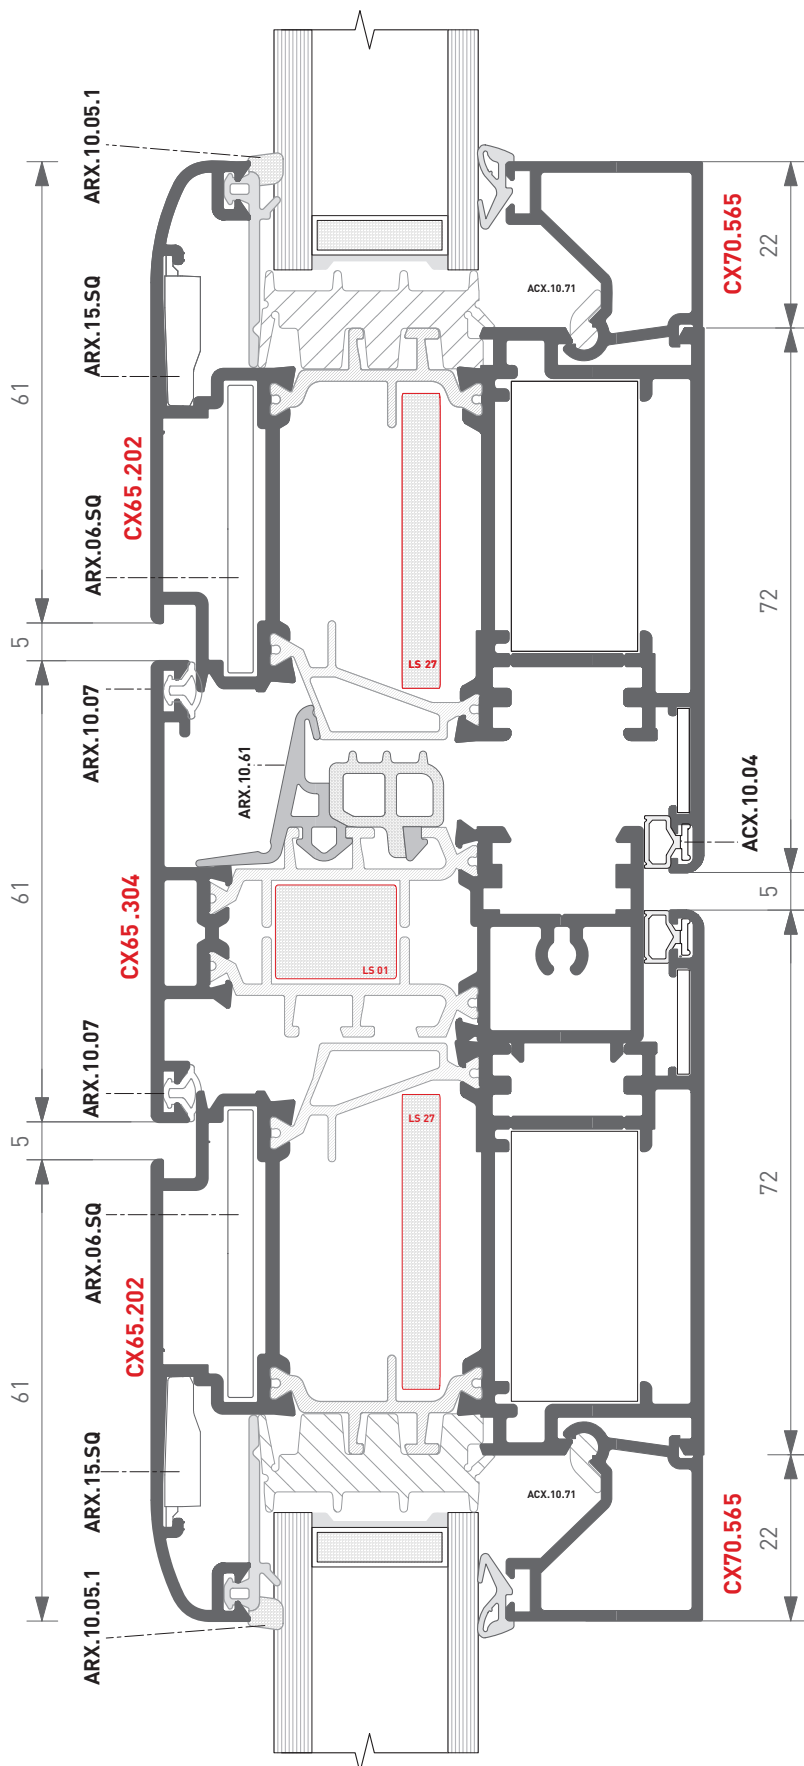 ARX.10.05.1
ARX.15.SQ
61
CX65.202
ARX.06.SQ
5
ARX.10.07
ARX.10.61
61
CX65.304
ARX.10.07
5
ARX.06.SQ
CX65.202
61
ARX.15.SQ
ARX.10.05.1
LS 27
LS 01
LS 27
ACX.10.71
CX70.565
22
72
ACX.10.04
5
72
ACX.10.71
CX70.565
22